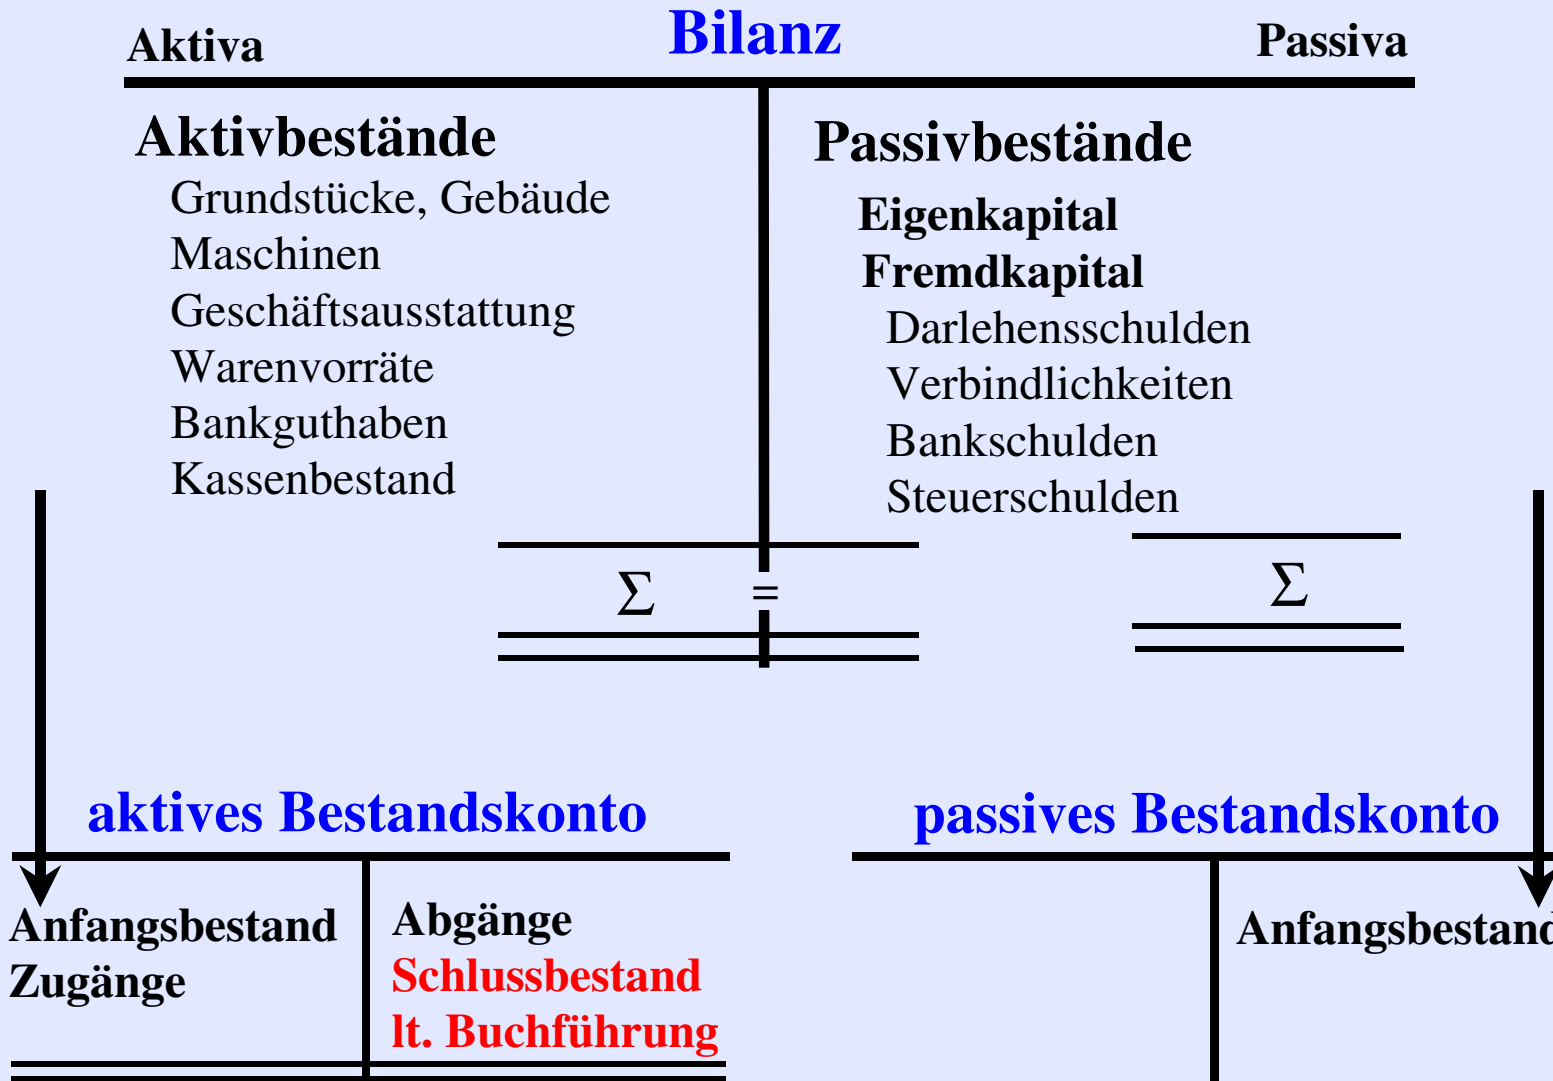 Aktiva
Bilanz
Passiva
Aktivbestände
Grundstücke, Gebäude
Maschinen
Geschäftsausstattung
Warenvorräte
Bankguthaben
Kassenbestand
Passivbestände
Eigenkapital
Fremdkapital
Darlehensschulden
Verbindlichkeiten
Bankschulden
Steuerschulden
Σ =
Σ
aktives Bestandskonto
Anfangsbestand
Zugänge
Abgänge
Schlussbestand
lt. Buchführung
passives Bestandskonto
Anfangsbestand